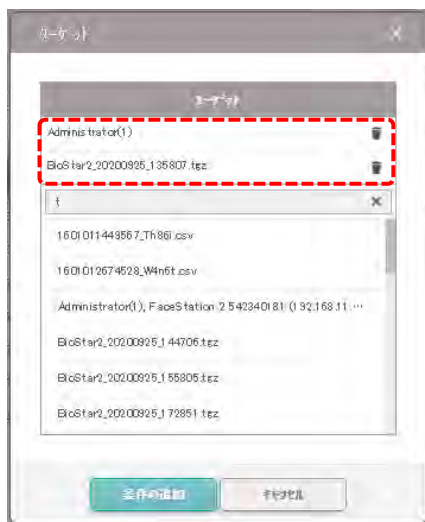 ターゲット
ターゲット
Administrator(1)
BioStar2_20200925_135807.tgz
t
1601011449567_Th86i.csv
1601012674528_W4n6t.csv
Administrator(1), FaceStation 2 542340181 (192.168.11 ···
BioStar2_20200925_144706.tgz
BioStar2_20200925_155805.tgz
BioStar2_20200925_172851.tgz
条件の追加
キャンセル